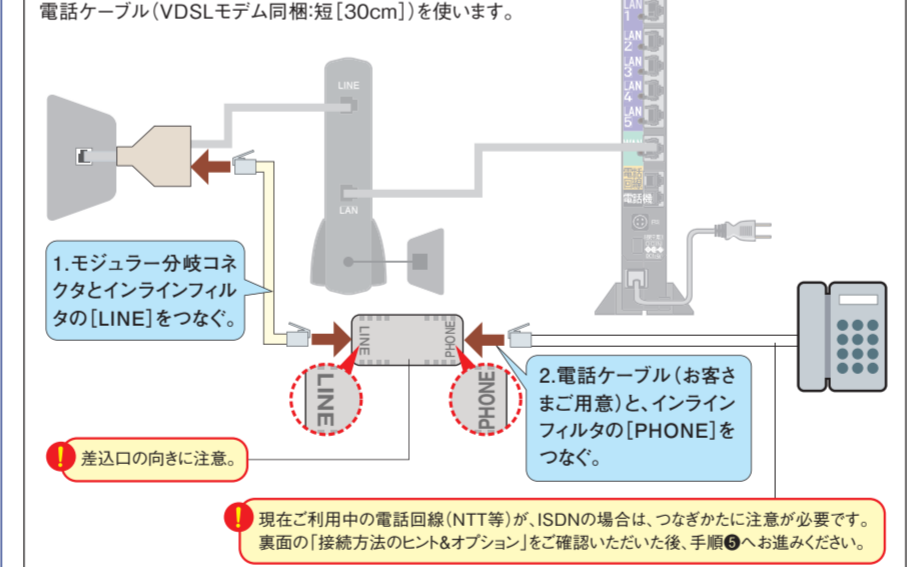 電話ケーブル(VDSLモデム同梱:短[30cm])を使います。
LAN
1
LAN
2
LAN
3
LAN
4
LAN
5
WAN
電話
回線
電話機
LINE
LAN
1.モジュラー分岐コネ
クタとインラインフィル
タの[LINE]をつなぐ。
LINE
PHONE
LINE
PHONE
2.電話ケーブル(お客さ
まご用意)と、インライン
フィルタの[PHONE]を
つなぐ。
! 差込口の向きに注意。
! 現在ご利用中の電話回線(NTT等)が、ISDNの場合は、つなぎかたに注意が必要です。
裏面の「接続方法のヒント&オプション」をご確認いただいた後、手順❺へお進みください。